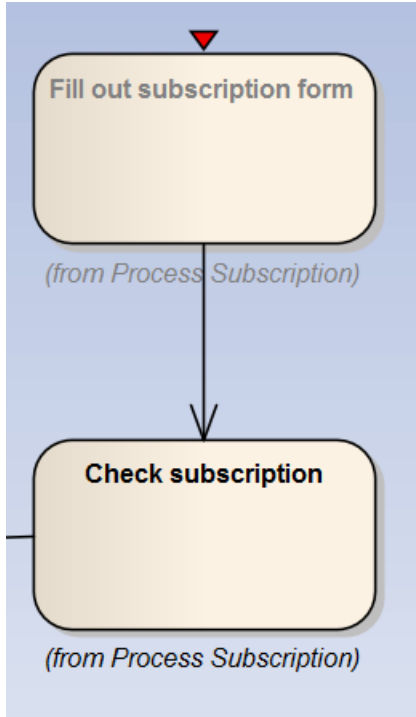 Fill out subscription form
(from Process Subscription)
Check subscription
(from Process Subscription)